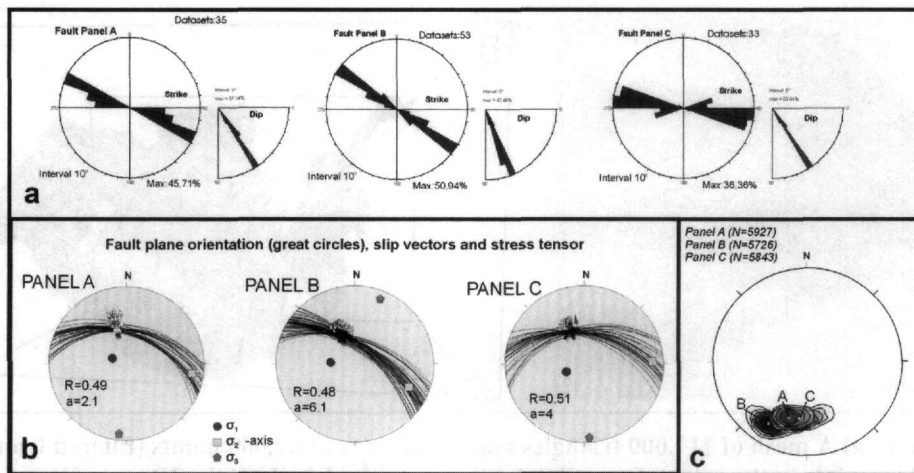 Datasets:35
Fault Panel A
Strike
Dip
Interval 10°
Max:45,71%
Fault Panel B
Datasets:53
Strike
Dip
Interval 10°
Max:50,94%
Fault Panel C
Datasets:33
Strike
Dip
Interval 10°
Max:36,36%
a
Fault plane orientation (great circles), slip vectors and stress tensor
PANEL A
N
R=0.49
a=2.1
PANEL B
N
R=0.48
a=6.1
PANEL C
N
R=0.51
a=4
σ1
σ2 -axis
σ3
b
Panel A (N=5927)
Panel B (N=5726)
Panel C (N=5843)
N
B
A
C
c